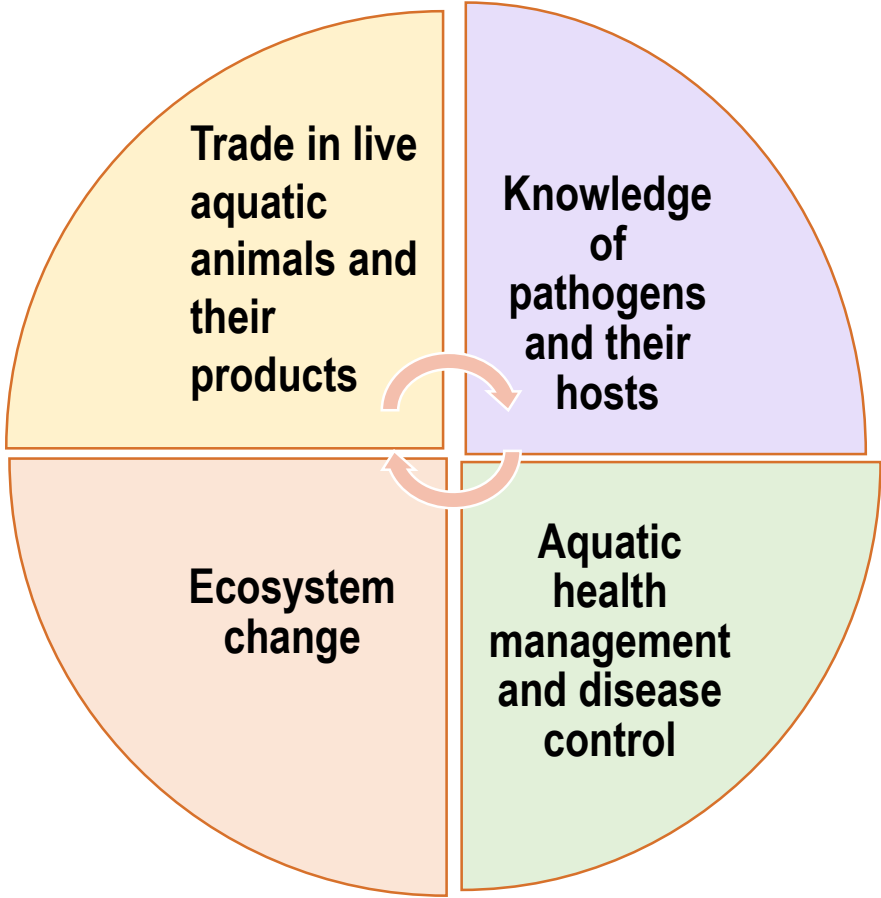 Trade in live
aquatic
animals and
their
products
Knowledge
of
pathogens
and their
hosts
Ecosystem
change
Aquatic
health
management
and disease
control